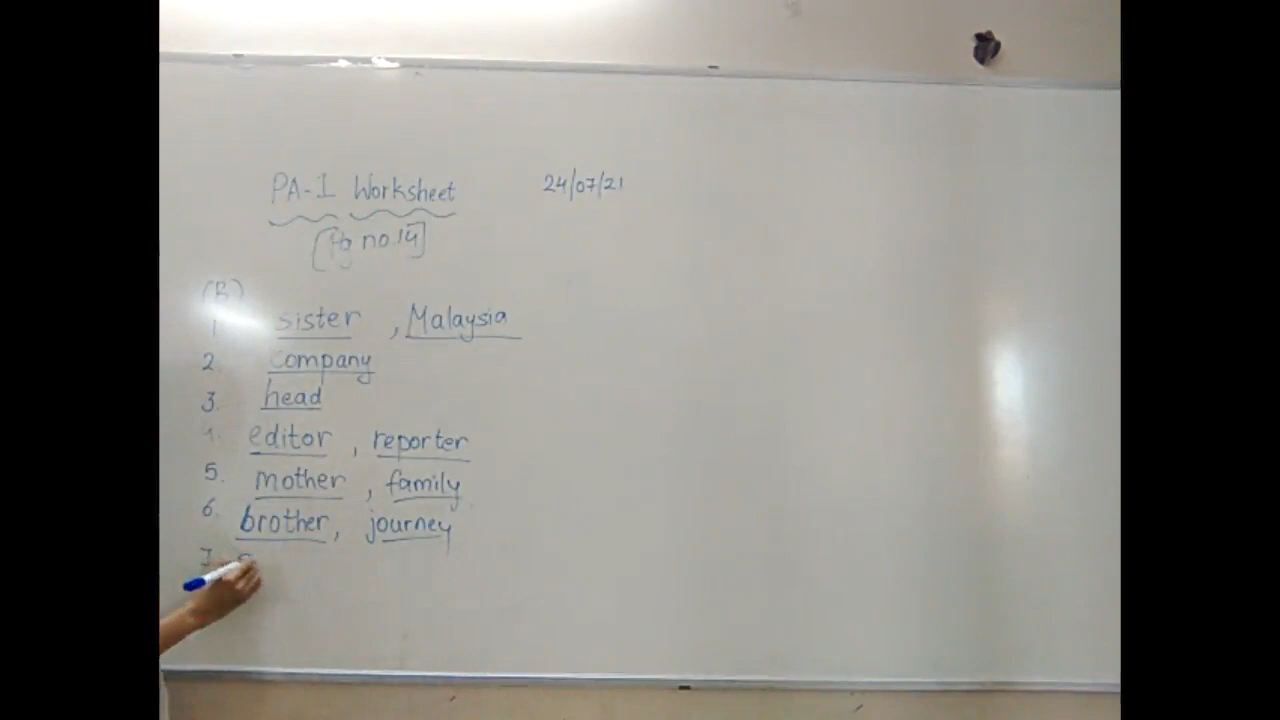 PA-I Worksheet 24/07/21
[Pg no.14]
(B)
1 sister , Malaysia
2. company
3. head
4. editor , reporter
5. mother , family
6. brother, journey
7.